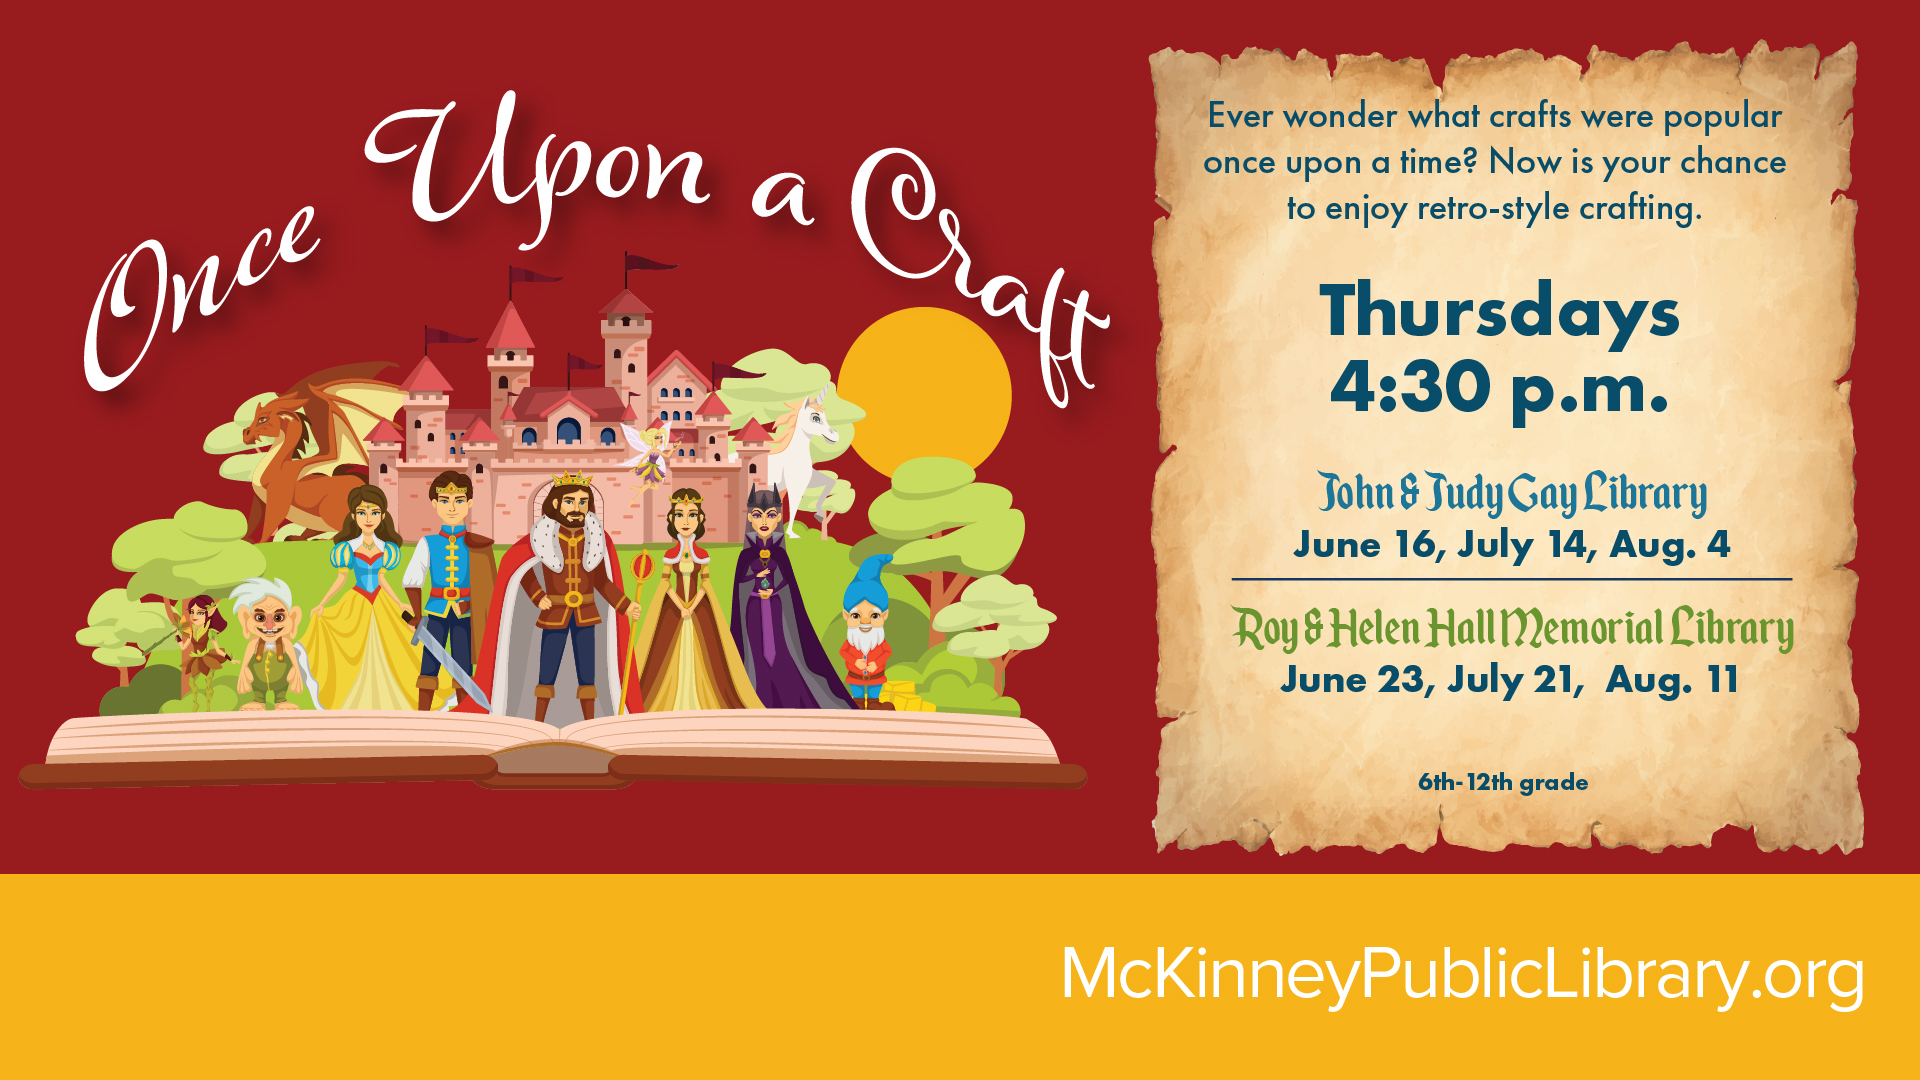 Once Upon a Craft
Ever wonder what crafts were popular
once upon a time? Now is your chance
to enjoy retro-style crafting.
Thursdays
4:30 p.m.
John & Judy Gay Library
June 16, July 14, Aug. 4
Roy & Helen Hall Memorial Library
June 23, July 21, Aug. 11
6th-12th grade
McKinneyPublicLibrary.org